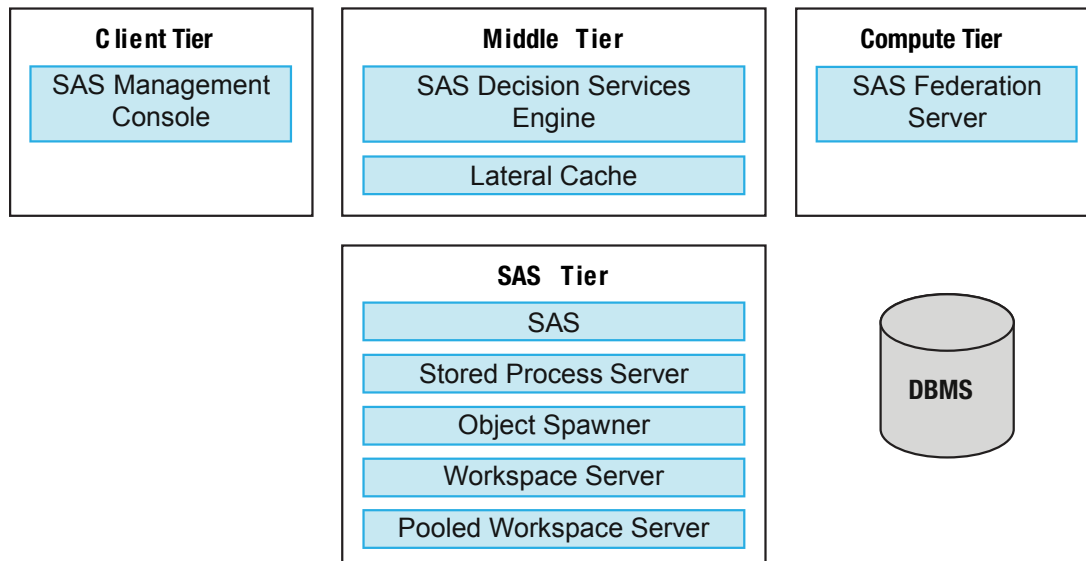 Client Tier
SAS Management
Console
Middle Tier
SAS Decision Services
Engine
Lateral Cache
Compute Tier
SAS Federation
Server
SAS Tier
SAS
Stored Process Server
Object Spawner
Workspace Server
Pooled Workspace Server
DBMS